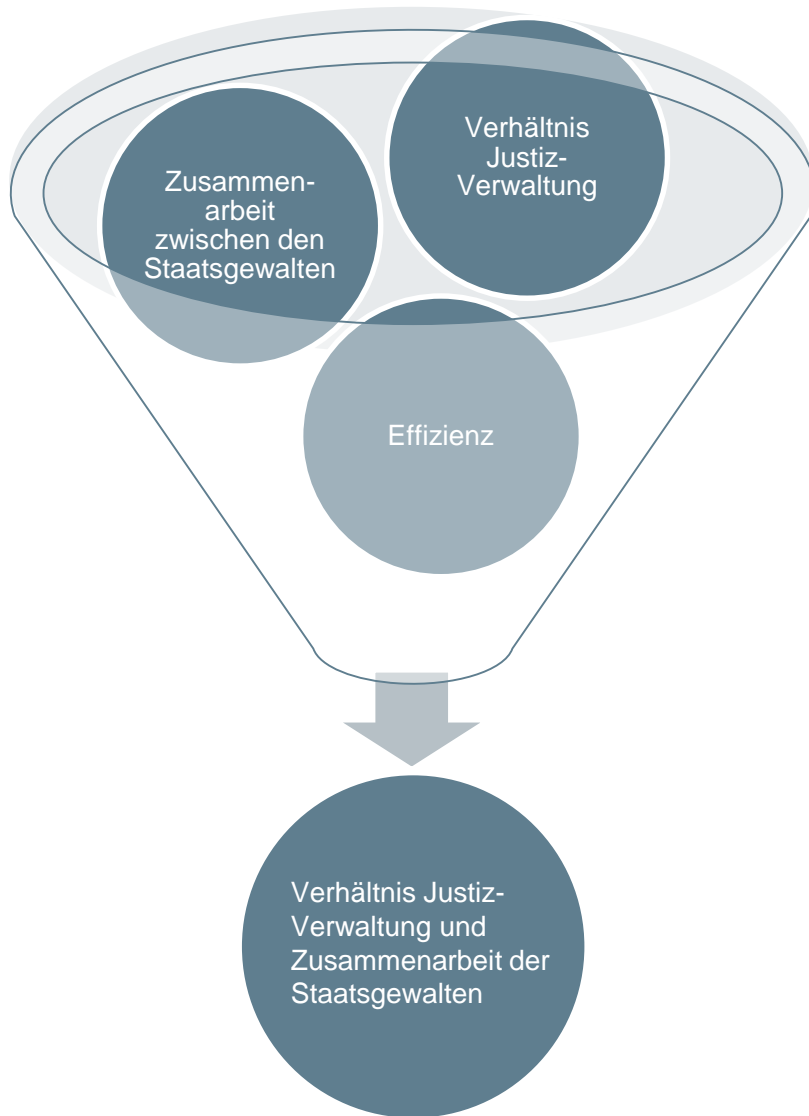 Zusammen-
arbeit
zwischen den
Staatsgewalten
Verhältnis
Justiz-
Verwaltung
Effizienz
Verhältnis Justiz-
Verwaltung und
Zusammenarbeit der
Staatsgewalten